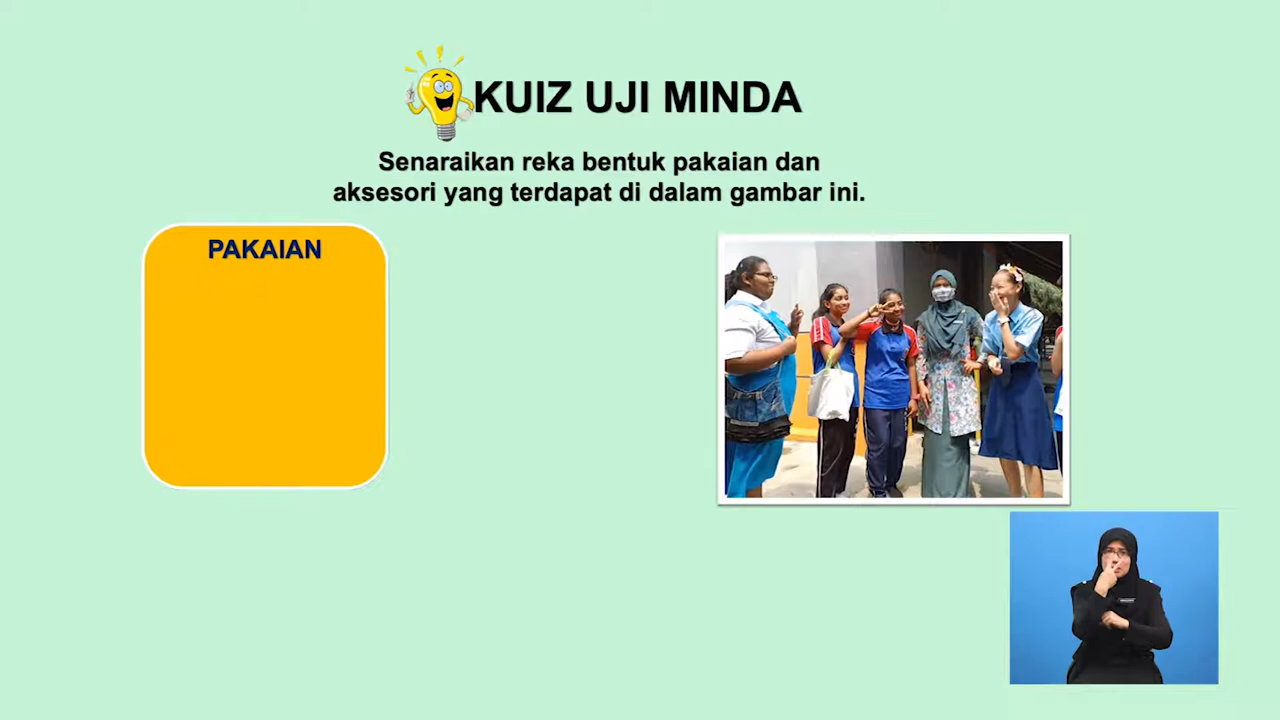 KUIZ UJI MINDA
Senaraikan reka bentuk pakaian dan
aksesori yang terdapat di dalam gambar ini.
PAKAIAN